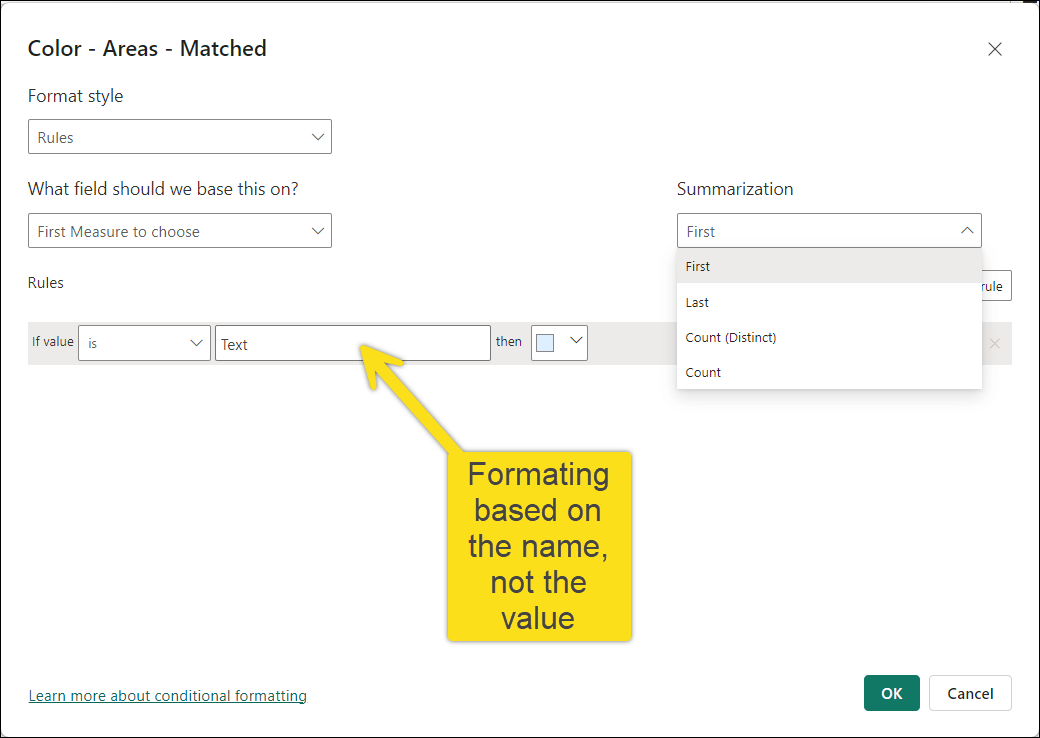 Color - Areas - Matched
Format style
Rules
What field should we base this on?
Summarization
First Measure to choose
First
Rules
First
rule
Last
If value
is
Text
then
Count (Distinct)
Count
Formating
based on
the name,
not the
value
Learn more about conditional formatting
OK
Cancel